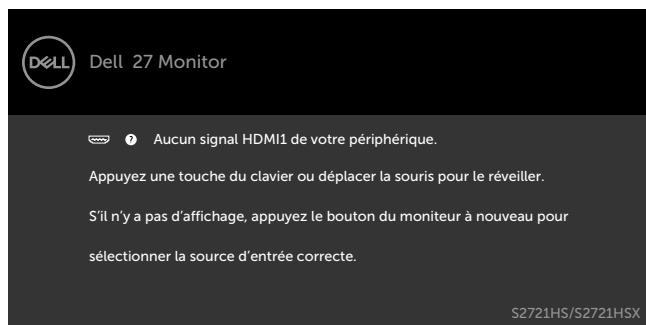 DELL
Dell 27 Monitor
Aucun signal HDMI1 de votre périphérique.
Appuyez une touche du clavier ou déplacer la souris pour le réveiller.
S’il n’y a pas d’affichage, appuyez le bouton du moniteur à nouveau pour
sélectionner la source d’entrée correcte.
S2721HS/S2721HSX